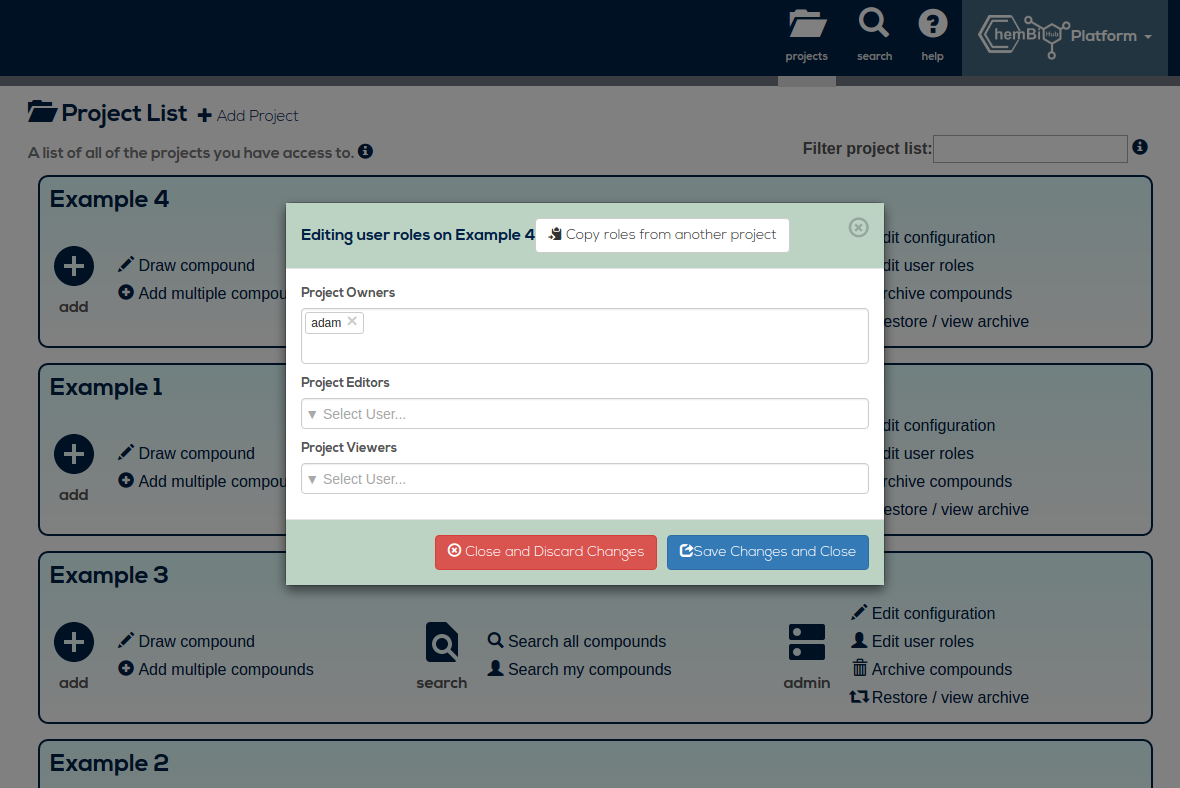 projects
search
help
hemBi Hub Platform
Project List
Add Project
A list of all of the projects you have access to.
Filter project list:
Example 4
add
Draw compound
Add multiple compou
dit configuration
dit user roles
rchive compounds
estore / view archive
Editing user roles on Example 4
Copy roles from another project
Project Owners
adam
Project Editors
Select User...
Project Viewers
Select User...
Close and Discard Changes
Save Changes and Close
Example 1
add
Draw compound
Add multiple compou
dit configuration
dit user roles
rchive compounds
estore / view archive
Example 3
add
Draw compound
Add multiple compounds
search
Search all compounds
Search my compounds
admin
Edit configuration
Edit user roles
Archive compounds
Restore / view archive
Example 2